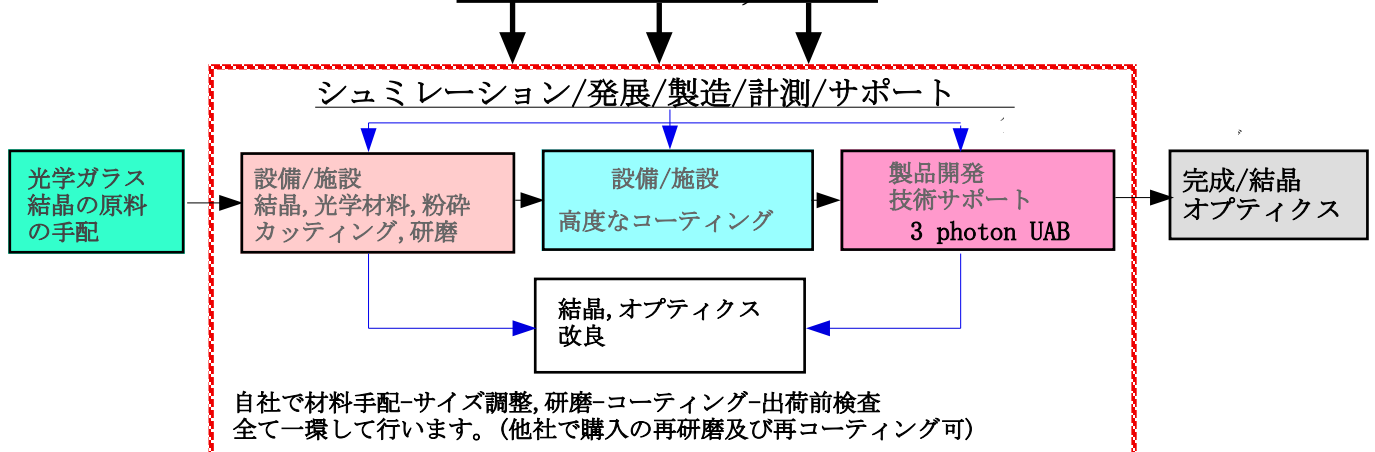 シュミレーション/発展/製造/計測/サポート
光学ガラス
結晶の原料
の手配
設備/施設
結晶,光学材料,粉砕
カッティング,研磨
設備/施設
高度なコーティング
製品開発
技術サポート
3 photon UAB
完成/結晶
オプティクス
結晶,オプティクス
改良
自社で材料手配-サイズ調整,研磨-コーティング-出荷前検査
全て一環して行います。(他社で購入の再研磨及び再コーティング可)